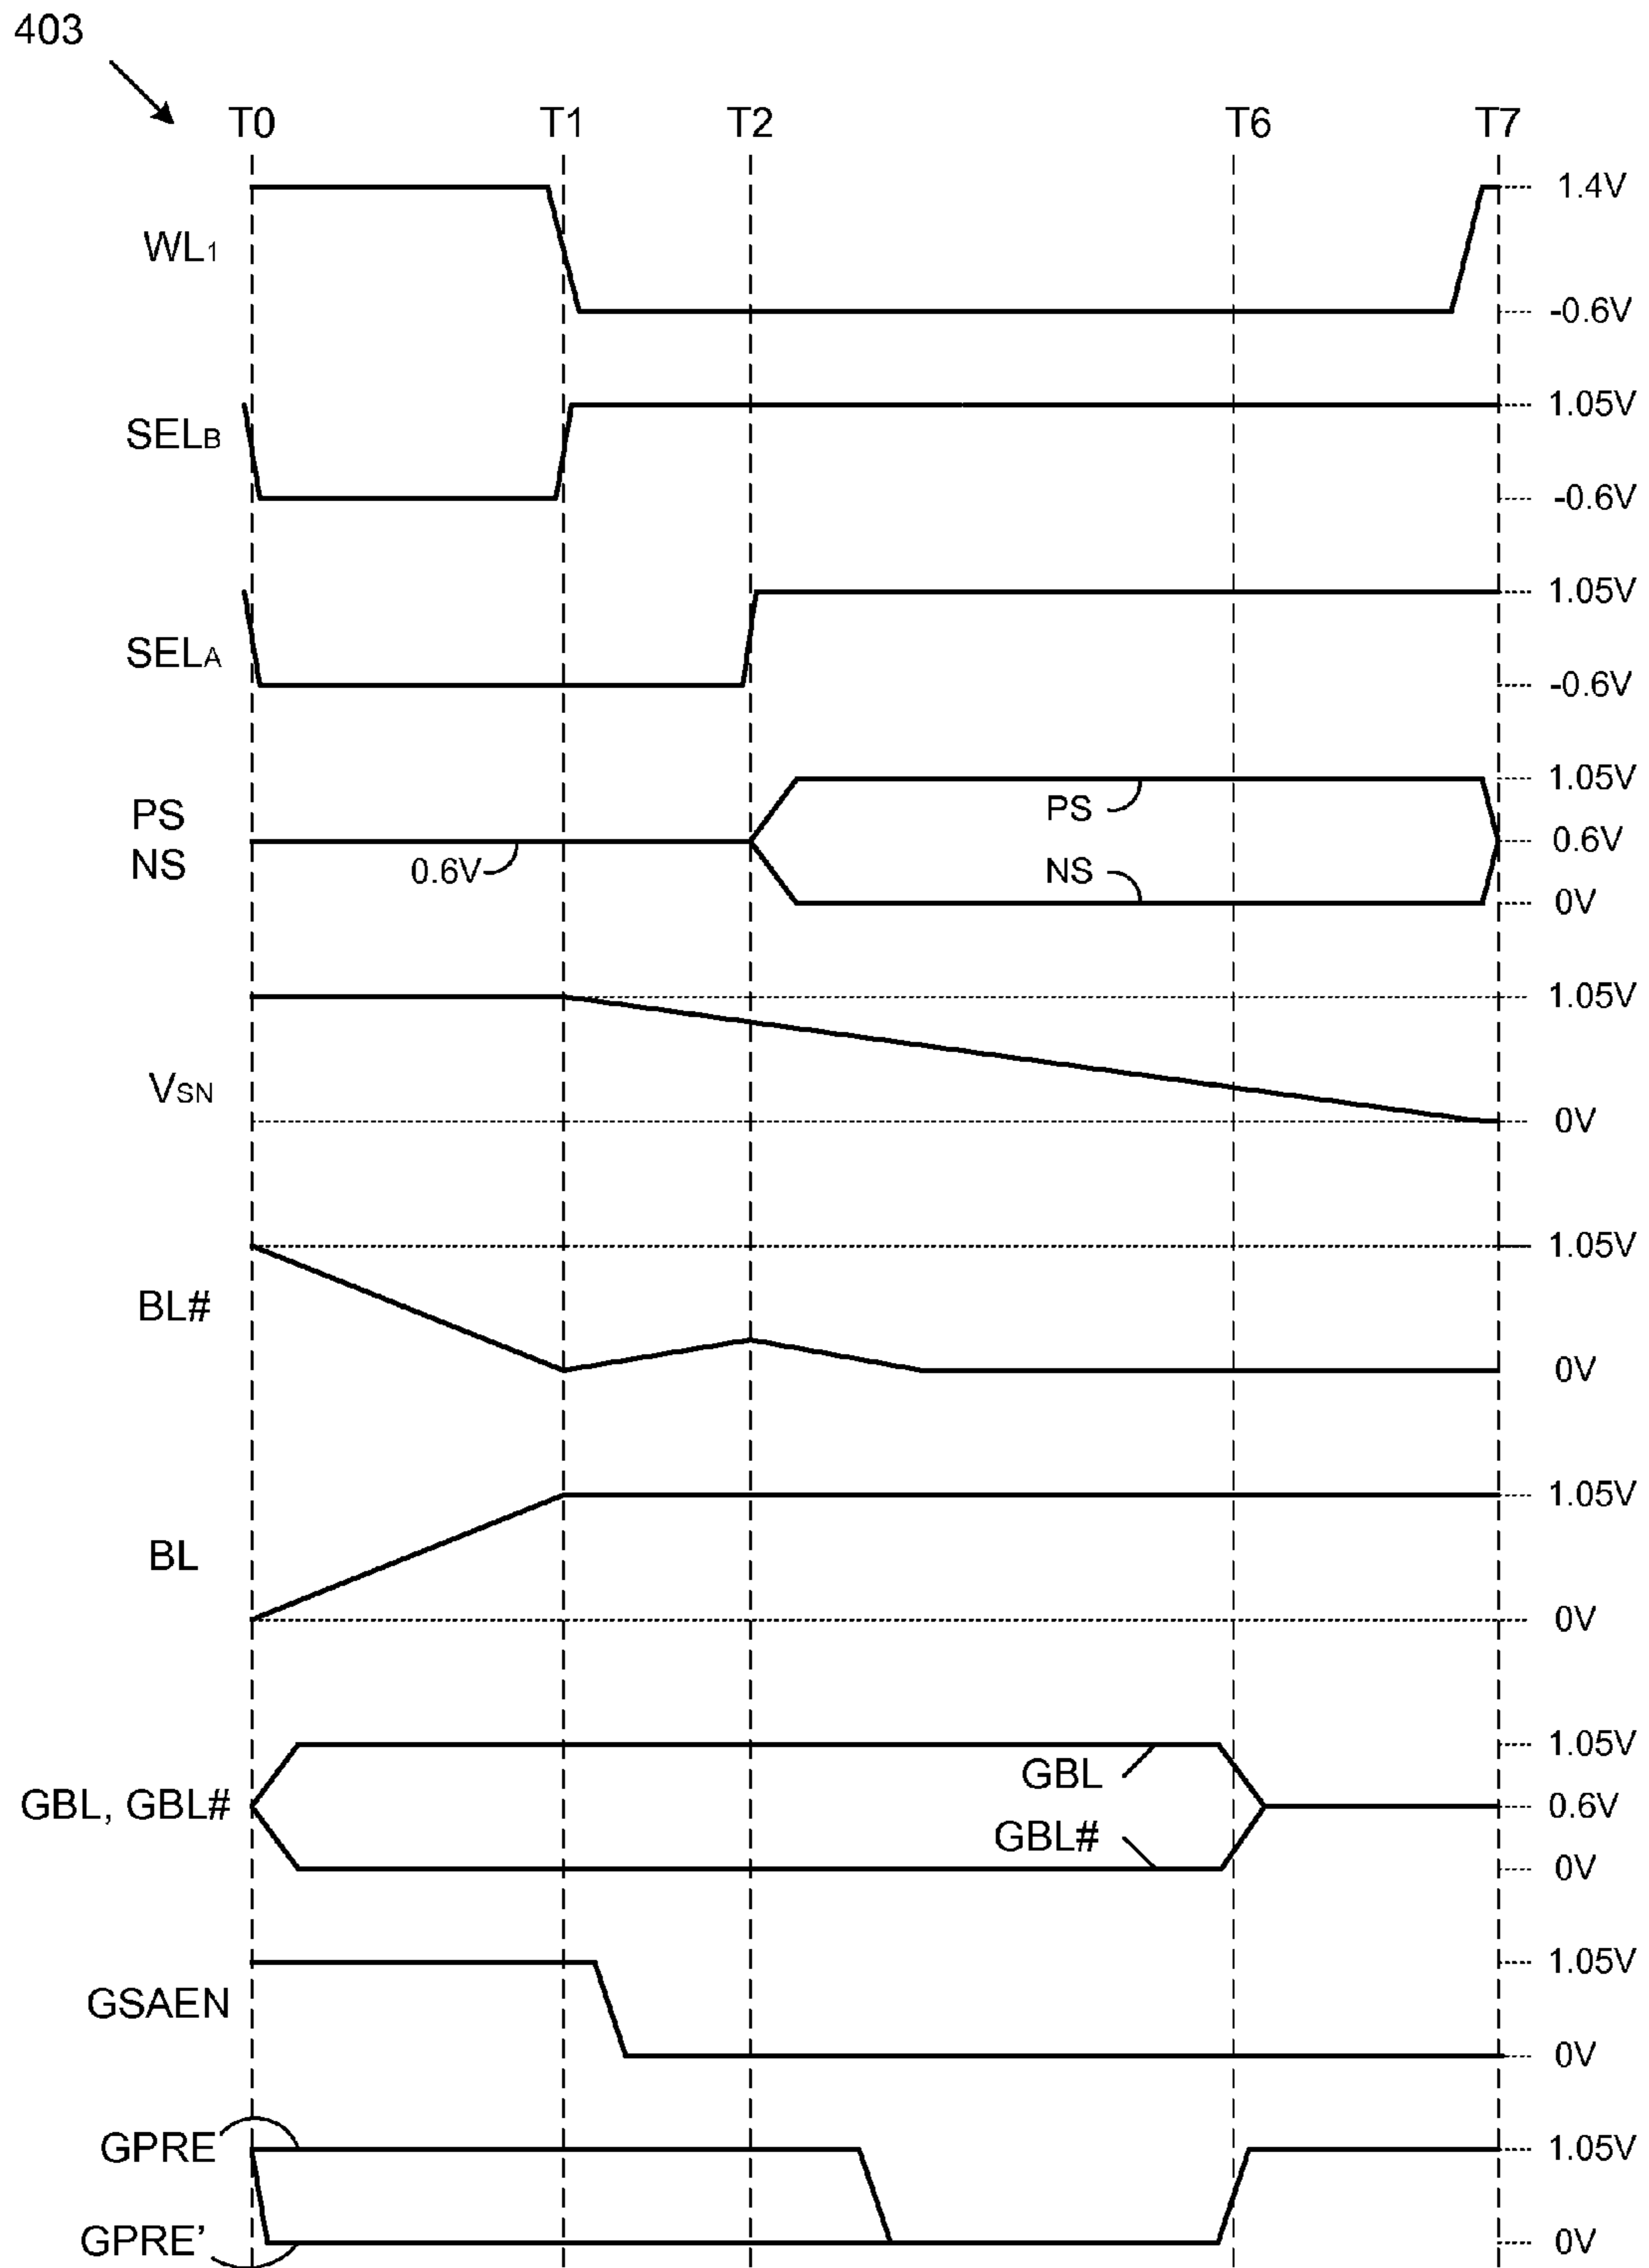 403
T0 T1 T2 T6 T7
1.4V
WL1
-0.6V
1.05V
SELB
-0.6V
1.05V
SELA
-0.6V
1.05V
PS
PS
0.6V
NS
0.6V
NS
0V
1.05V
VSN
0V
1.05V
BL#
0V
1.05V
BL
0V
1.05V
GBL
GBL, GBL#
0.6V
GBL#
0V
1.05V
GSAEN
0V
GPRE
1.05V
GPRE’
0V